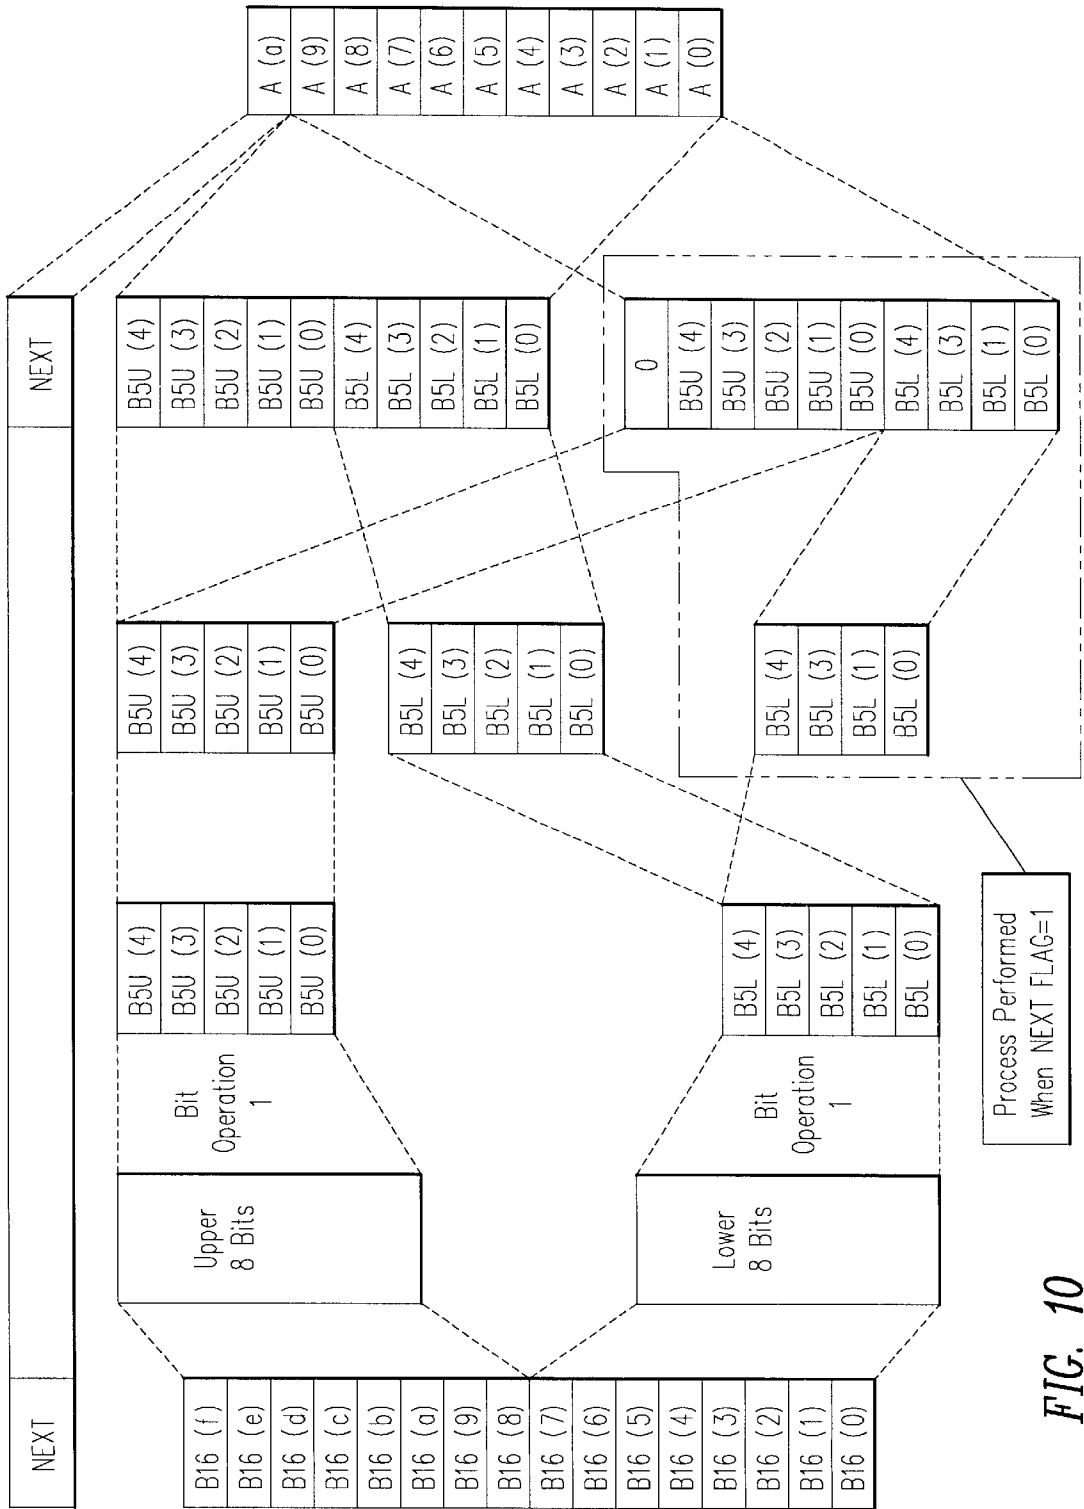 NEXT
NEXT
B16 (f)
B16 (e)
B16 (d)
B16 (c)
B16 (b)
B16 (a)
B16 (9)
B16 (8)
B16 (7)
B16 (6)
B16 (5)
B16 (4)
B16 (3)
B16 (2)
B16 (1)
B16 (0)
Upper
8 Bits
Lower
8 Bits
Bit
Operation
1
Bit
Operation
1
B5U (4)
B5U (3)
B5U (2)
B5U (1)
B5U (0)
B5L (4)
B5L (3)
B5L (2)
B5L (1)
B5L (0)
B5U (4)
B5U (3)
B5U (2)
B5U (1)
B5U (0)
B5L (4)
B5L (3)
B5L (2)
B5L (1)
B5L (0)
B5L (4)
B5L (3)
B5L (1)
B5L (0)
B5U (4)
B5U (3)
B5U (2)
B5U (1)
B5U (0)
B5L (4)
B5L (3)
B5L (2)
B5L (1)
B5L (0)
0
B5U (4)
B5U (3)
B5U (2)
B5U (1)
B5U (0)
B5L (4)
B5L (3)
B5L (1)
B5L (0)
A (a)
A (9)
A (8)
A (7)
A (6)
A (5)
A (4)
A (3)
A (2)
A (1)
A (0)
Process Performed
When NEXT FLAG=1
FIG. 10